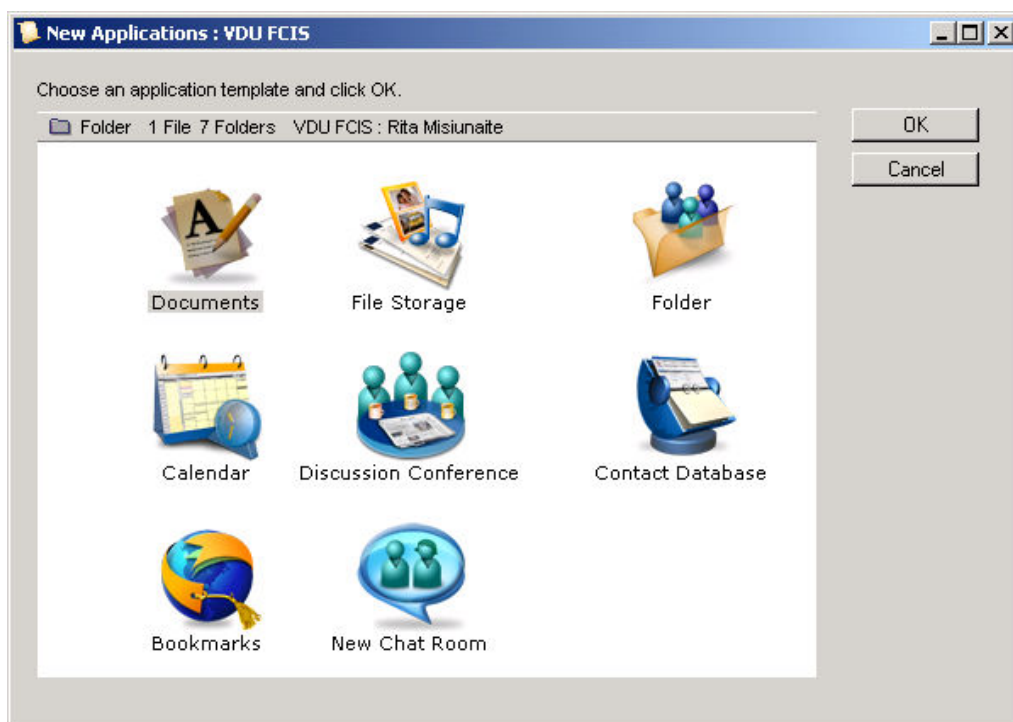 New Applications : VDU FCIS
Choose an application template and click OK.
Folder 1 File 7 Folders VDU FCIS : Rita Misiunaite
OK
Cancel
Documents File Storage Folder
Calendar Discussion Conference Contact Database
Bookmarks New Chat Room